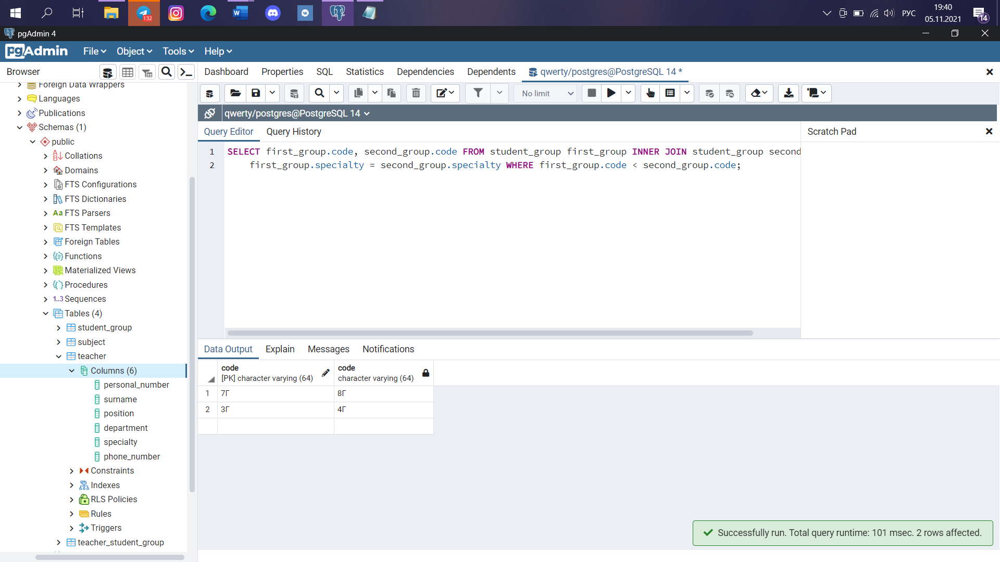 132
W
РУС
19:40
05.11.2021
14
pgAdmin 4
pgAdmin
File
Object
Tools
Help
Browser
Dashboard
Properties
SQL
Statistics
Dependencies
Dependents
qwerty/postgres@PostgreSQL 14 *
No limit
qwerty/postgres@PostgreSQL 14
Query Editor
Query History
Scratch Pad
Foreign Data Wrappers
Languages
Publications
Schemas (1)
public
Collations
Domains
FTS Configurations
FTS Dictionaries
Aa FTS Parsers
FTS Templates
Foreign Tables
Functions
Materialized Views
Procedures
1..3 Sequences
Tables (4)
student_group
subject
teacher
Columns (6)
personal_number
surname
position
department
specialty
phone_number
Constraints
Indexes
RLS Policies
Rules
Triggers
teacher_student_group
1 SELECT first_group.code, second_group.code FROM student_group first_group INNER JOIN student_group second
2 first_group.specialty = second_group.specialty WHERE first_group.code < second_group.code;
Data Output
Explain
Messages
Notifications
code
[PK] character varying (64)
code
character varying (64)
1 7Г 8Г
2 3Г 4Г
Successfully run. Total query runtime: 101 msec. 2 rows affected.